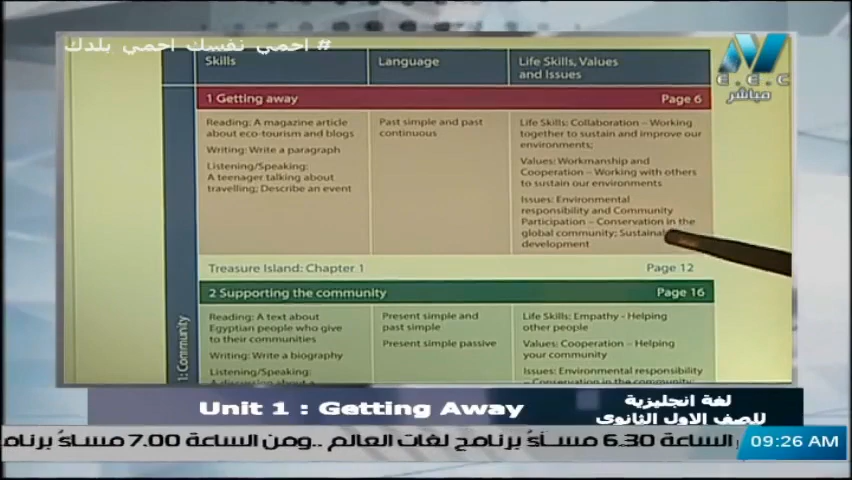 # احمي نفسك احمي بلدك
E.E.C
مباشر
Skills
Language
Life Skills, Values
and Issues
1 Getting away
Page 6
Reading: A magazine article
about eco-tourism and blogs
Writing: Write a paragraph
Listening/Speaking:
A teenager talking about
travelling; Describe an event
Past simple and past
continuous
Life Skills: Collaboration – Working
together to sustain and improve our
environments;
Values: Workmanship and
Cooperation – Working with others
to sustain our environments
Issues: Environmental
responsibility and Community
Participation – Conservation in the
global community;
development
Treasure Island: Chapter 1
Page 12
2 Supporting the community
Page 16
1: Community
Reading: A text about
Egyptian people who give
to their communities
Writing: Write a biography
Listening/Speaking:
Present simple and
past simple
Present simple passive
Life Skills: Empathy - Helping
other people
Values: Cooperation – Helping
your community
Issues: Environmental responsibility
– Conservation in the community;
Unit 1 : Getting Away
لغة انجليزية
للصف الاول الثانوى
الساعة 6.30 مساءً برنامج لغات العالم ..ومن الساعة 7.00 مساءً
09:26 AM